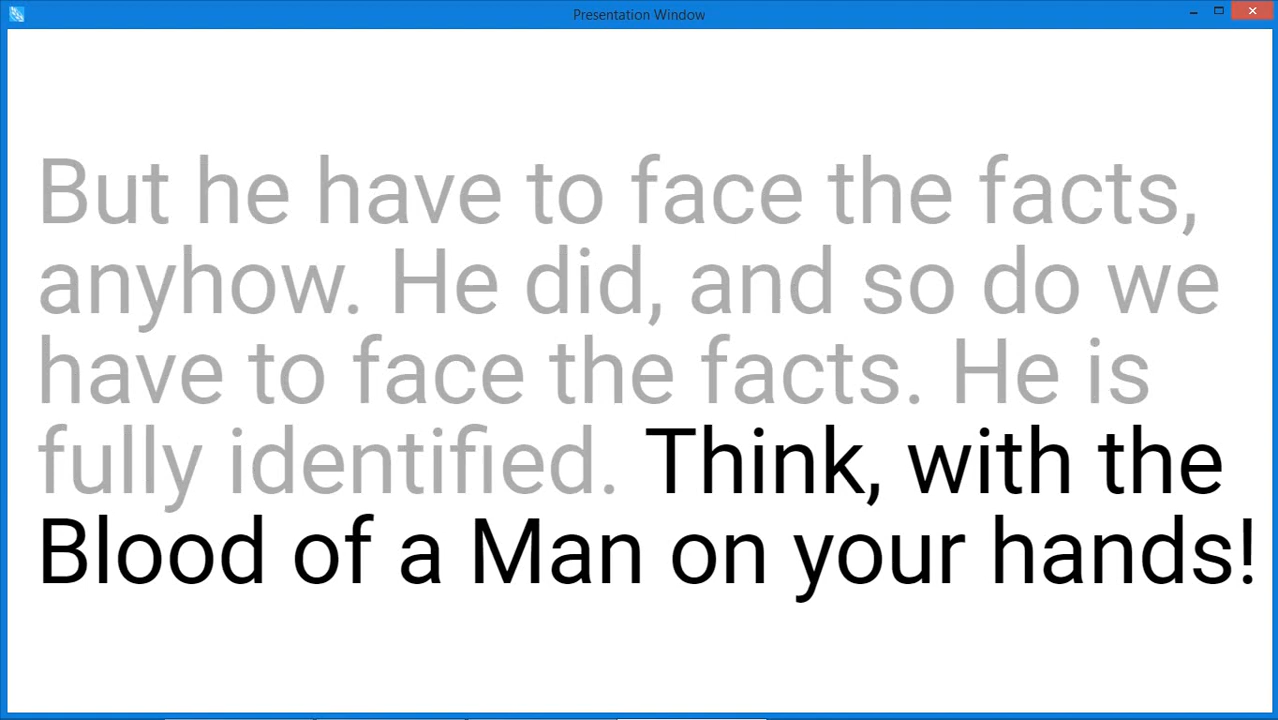 Presentation Window
But he have to face the facts,
anyhow. He did, and so do we
have to face the facts. He is
fully identified. Think, with the
Blood of a Man on your hands!